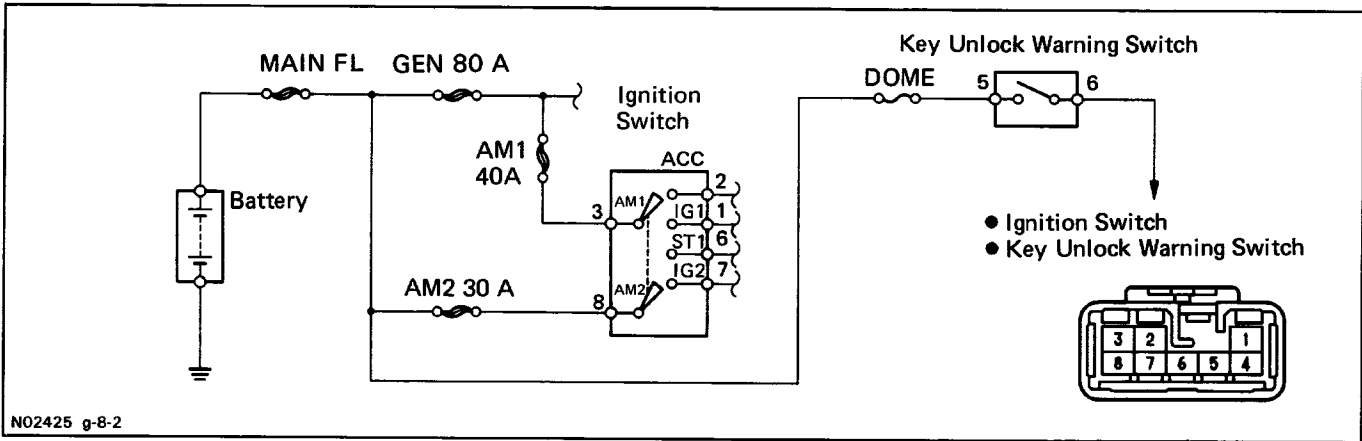 Key Unlock Warning Switch
MAIN FL GEN 80 A
DOME
5 6
Ignition
Switch
AM1
40A
ACC
2
Battery
AM1
IG1 1
3
ST1 6
IG2 7
AM2 30 A
8
AM2
● Ignition Switch
● Key Unlock Warning Switch
3 2 1
8 7 6 5 4
N02425 g-8-2